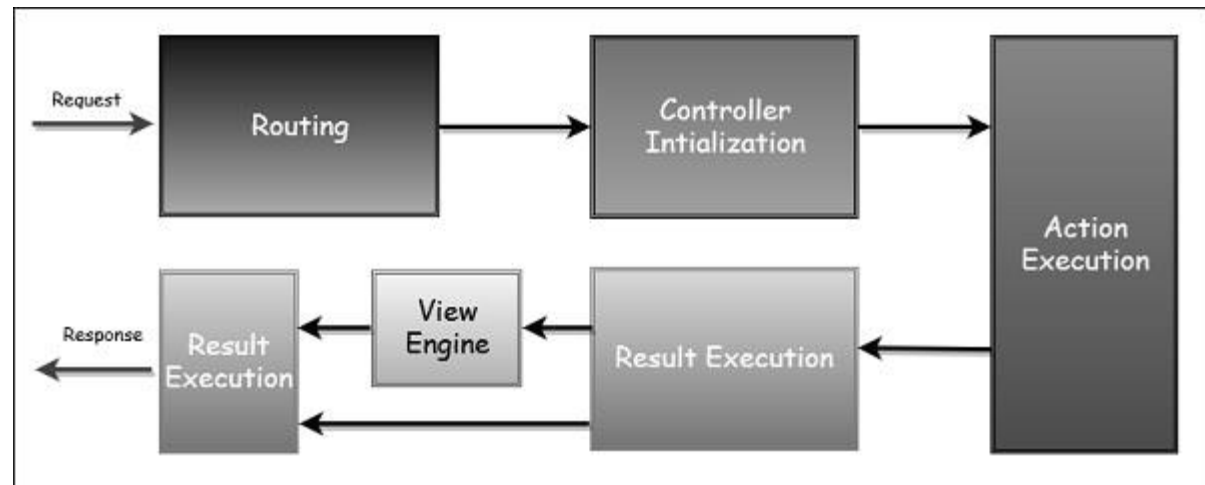 Request
Routing
Controller
Intialization
Action
Execution
Response
Result
Execution
View
Engine
Result Execution